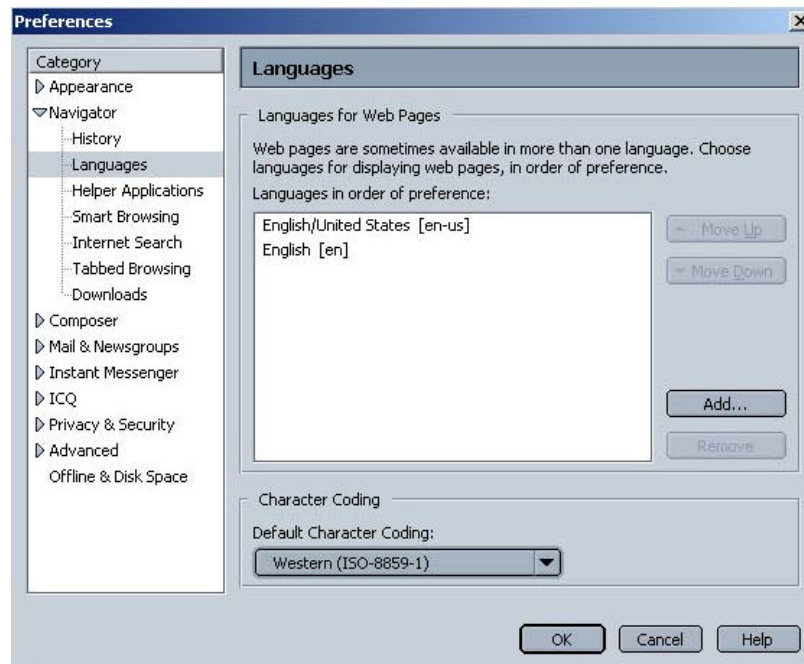 Preferences
Category
Appearance
Navigator
History
Languages
Helper Applications
Smart Browsing
Internet Search
Tabbed Browsing
Downloads
Composer
Mail & Newsgroups
Instant Messenger
ICQ
Privacy & Security
Advanced
Offline & Disk Space
Languages
Languages for Web Pages
Web pages are sometimes available in more than one language. Choose
languages for displaying web pages, in order of preference.
Languages in order of preference:
English/United States [en-us]
English [en]
Move Up
Move Down
Add...
Remove
Character Coding
Default Character Coding:
Western (ISO-8859-1)
OK
Cancel
Help